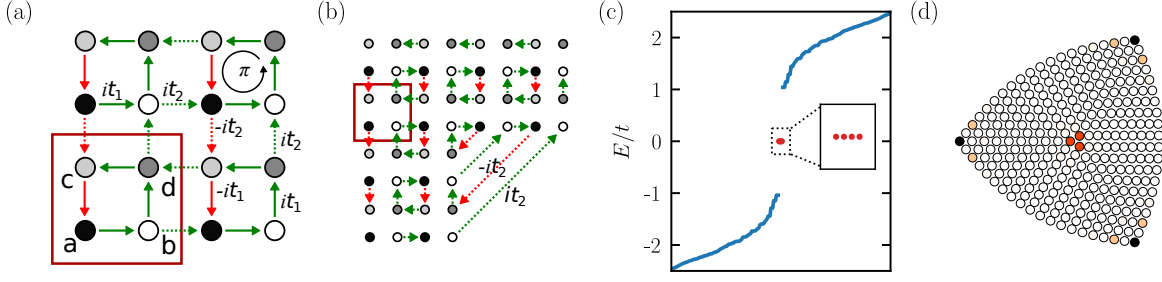 (a)
it₁
it₂
π
-it₂
it₂
c
d
-it₁
it₁
a
b
(b)
-it₂
it₂
(c)
E/t
2
1
0
-1
-2
(d)